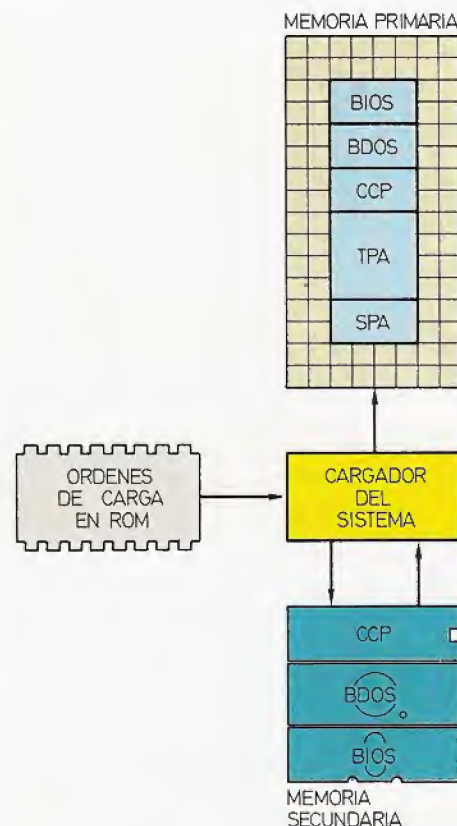 MEMORIA PRIMARIA
BIOS
BDOS
CCP
TPA
SPA
ORDENES
DE CARGA
EN ROM
CARGADOR
DEL
SISTEMA
CCP
BDOS
BIOS
MEMORIA
SECUNDARIA